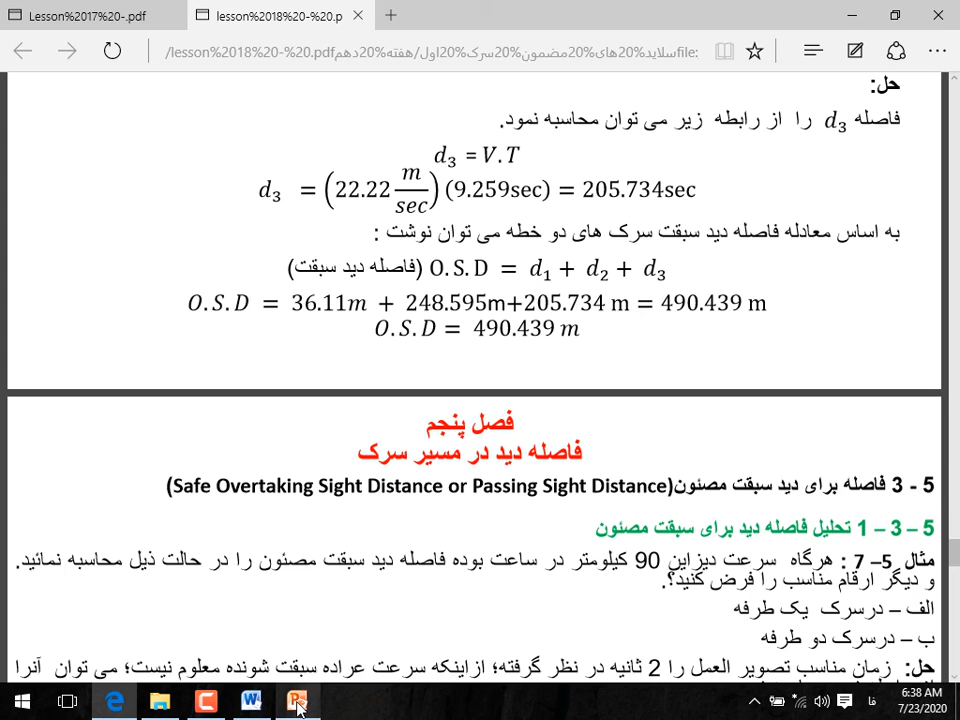 Lesson%2017%20-.pdf
lesson%2018%20-%20.p
file:سلاید%20های%20مضمون%20سرک%20اول/هفته%20دهم/lesson%2018%20-%20.pdf
حل:
فاصله d₃ را از رابطه زیر می توان محاسبه نمود.
d₃ = V.T
d₃ = (22.22 m/sec) (9.259sec) = 205.734sec
به اساس معادله فاصله دید سبقت سرک های دو خطه می توان نوشت :
(فاصله دید سبقت) O.S.D = d₁ + d₂ + d₃
O.S.D = 36.11m + 248.595m+205.734 m = 490.439 m
O.S.D = 490.439 m
فصل پنجم
فاصله دید در مسیر سرک
5 - 3 فاصله برای دید سبقت مصئون(Safe Overtaking Sight Distance or Passing Sight Distance)
5 – 3 – 1 تحلیل فاصله دید برای سبقت مصئون
مثال 5– 7 : هرگاه سرعت دیزاین 90 کیلومتر در ساعت بوده فاصله دید سبقت مصئون را در حالت ذیل محاسبه نمائید.
و دیگر ارقام مناسب را فرض کنید؟.
الف – درسرک یک طرفه
ب – درسرک دو طرفه
حل: زمان مناسب تصویر العمل را 2 ثانیه در نظر گرفته؛ ازاینکه سرعت عراده سبقت شونده معلوم نیست؛ می توان آنرا
فا
6:38 AM
7/23/2020